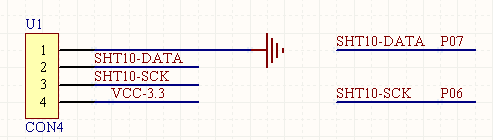 U1
1
SHT10-DATA P07
2 SHT10-DATA
3 SHT10-SCK
4 VCC-3.3
SHT10-SCK P06
CON4